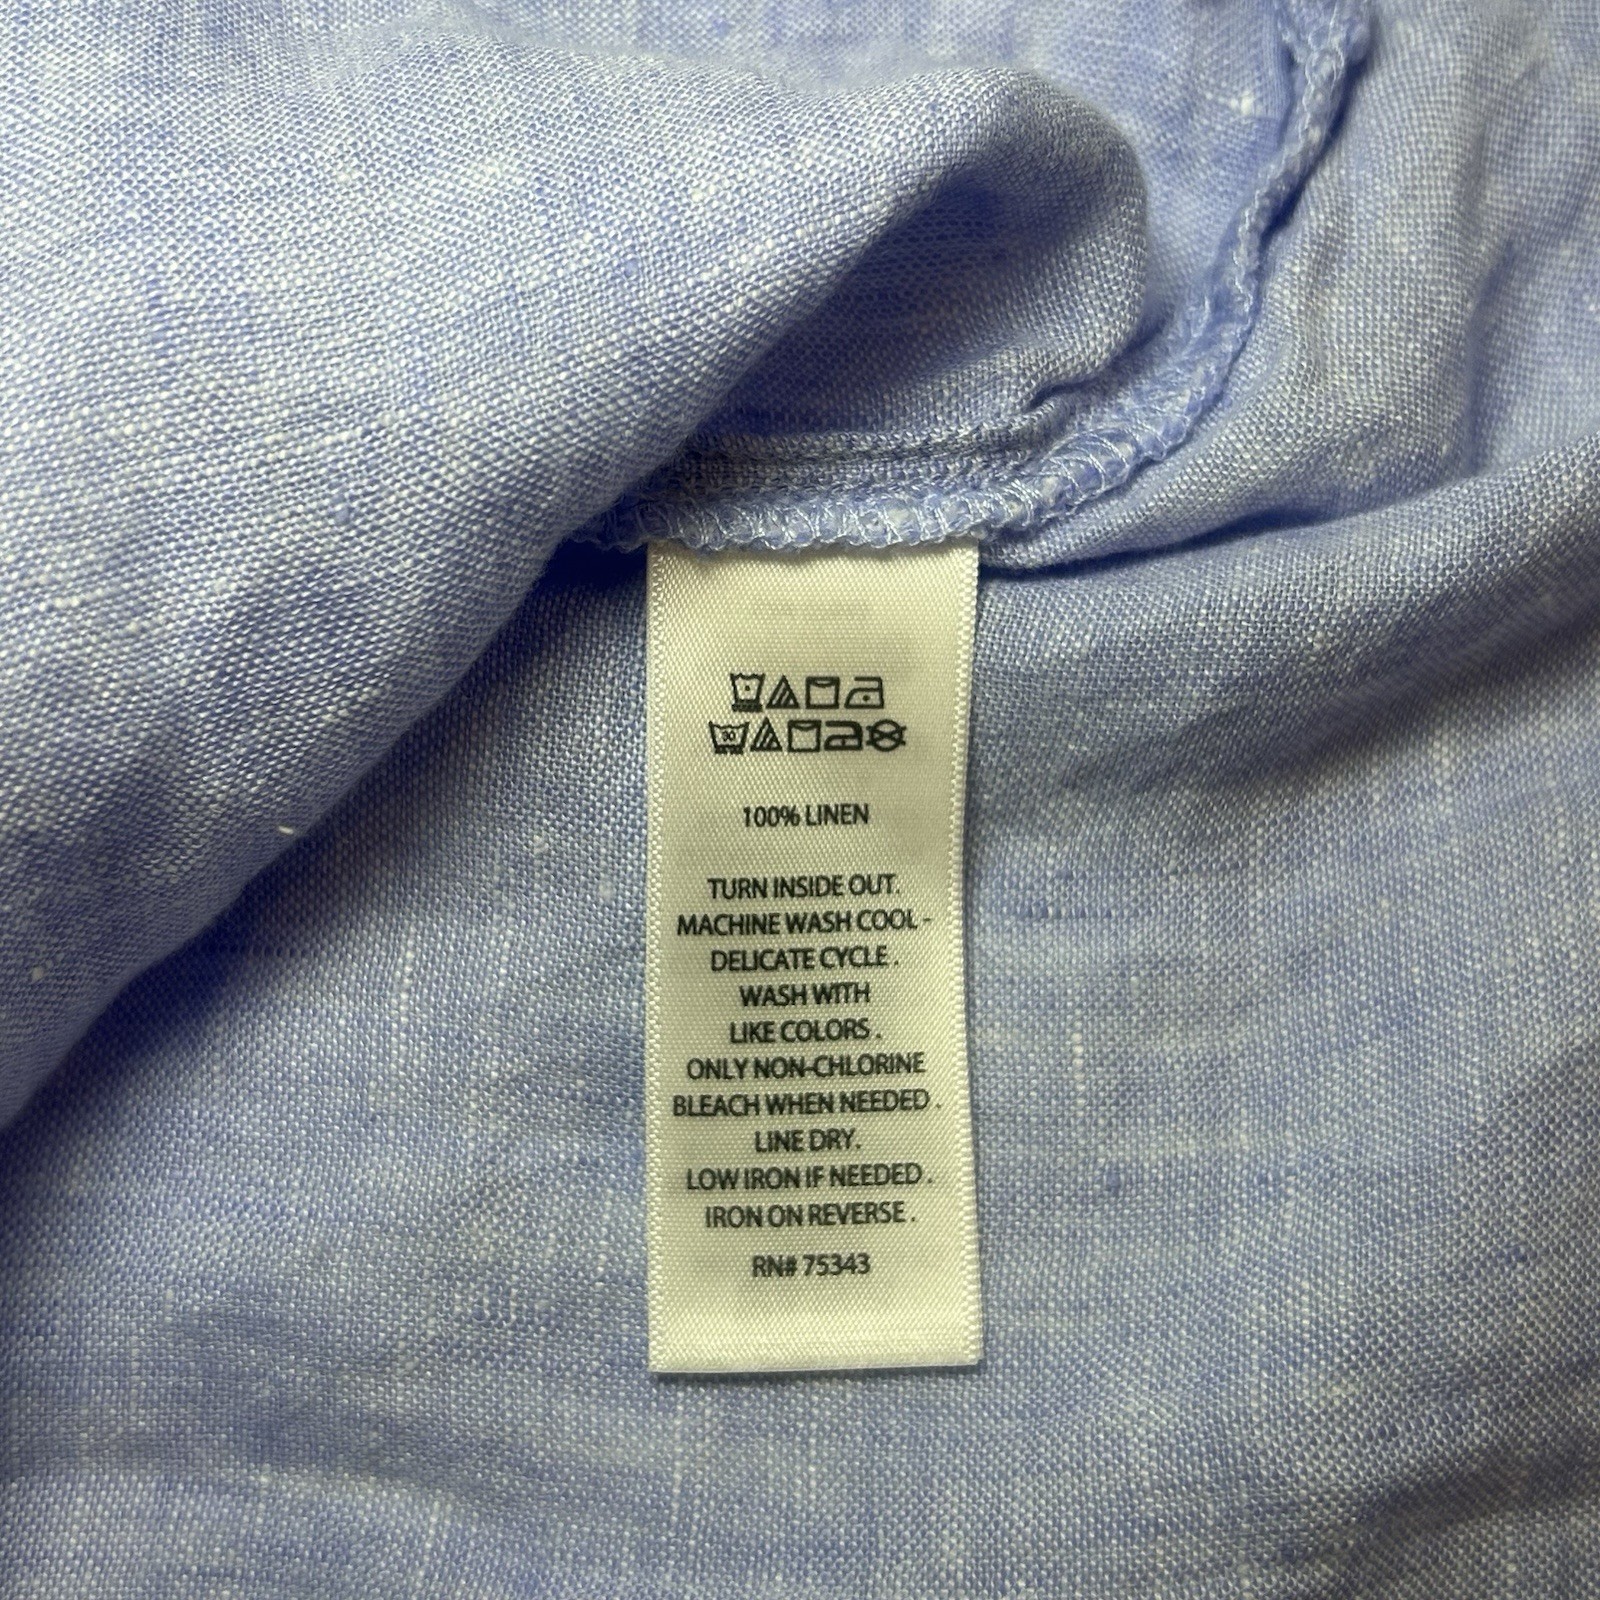 30
100% LINEN
TURN INSIDE OUT.
MACHINE WASH COOL -
DELICATE CYCLE .
WASH WITH
LIKE COLORS .
ONLY NON-CHLORINE
BLEACH WHEN NEEDED .
LINE DRY.
LOW IRON IF NEEDED .
IRON ON REVERSE .
RN# 75343